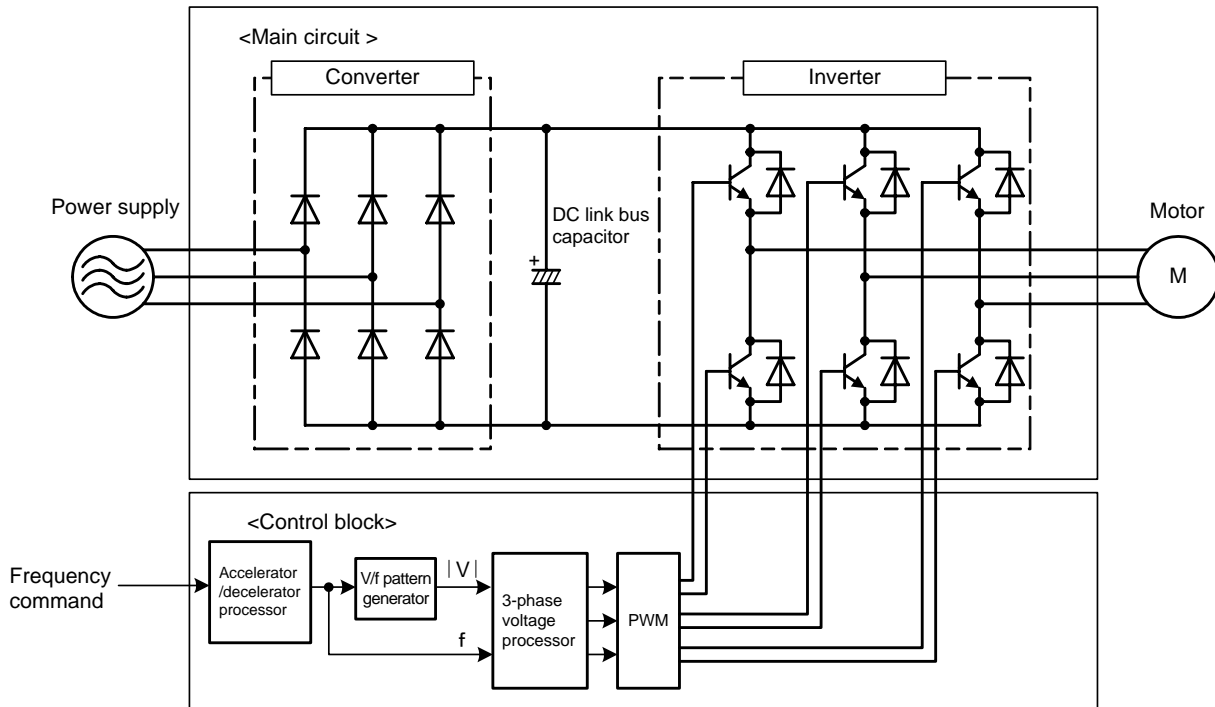 <Main circuit >
Converter
Inverter
Power supply
DC link bus
capacitor
+
Motor
M
<Control block>
Frequency
command
Accelerator
/decelerator
processor
V/f pattern
generator
|V|
f
3-phase
voltage
processor
PWM